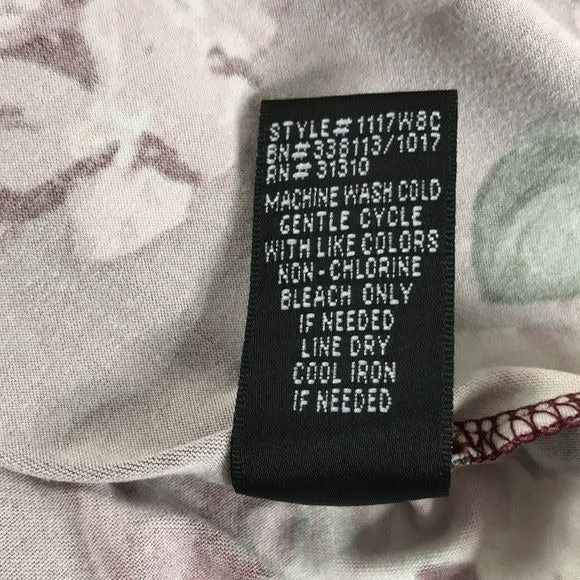 STYLE# 1117W8C
BN# 338113/1017
RN# 31310
MACHINE WASH COLD
GENTLE CYCLE
WITH LIKE COLORS
NON-CHLORINE
BLEACH ONLY
IF NEEDED
LINE DRY
COOL IRON
IF NEEDED